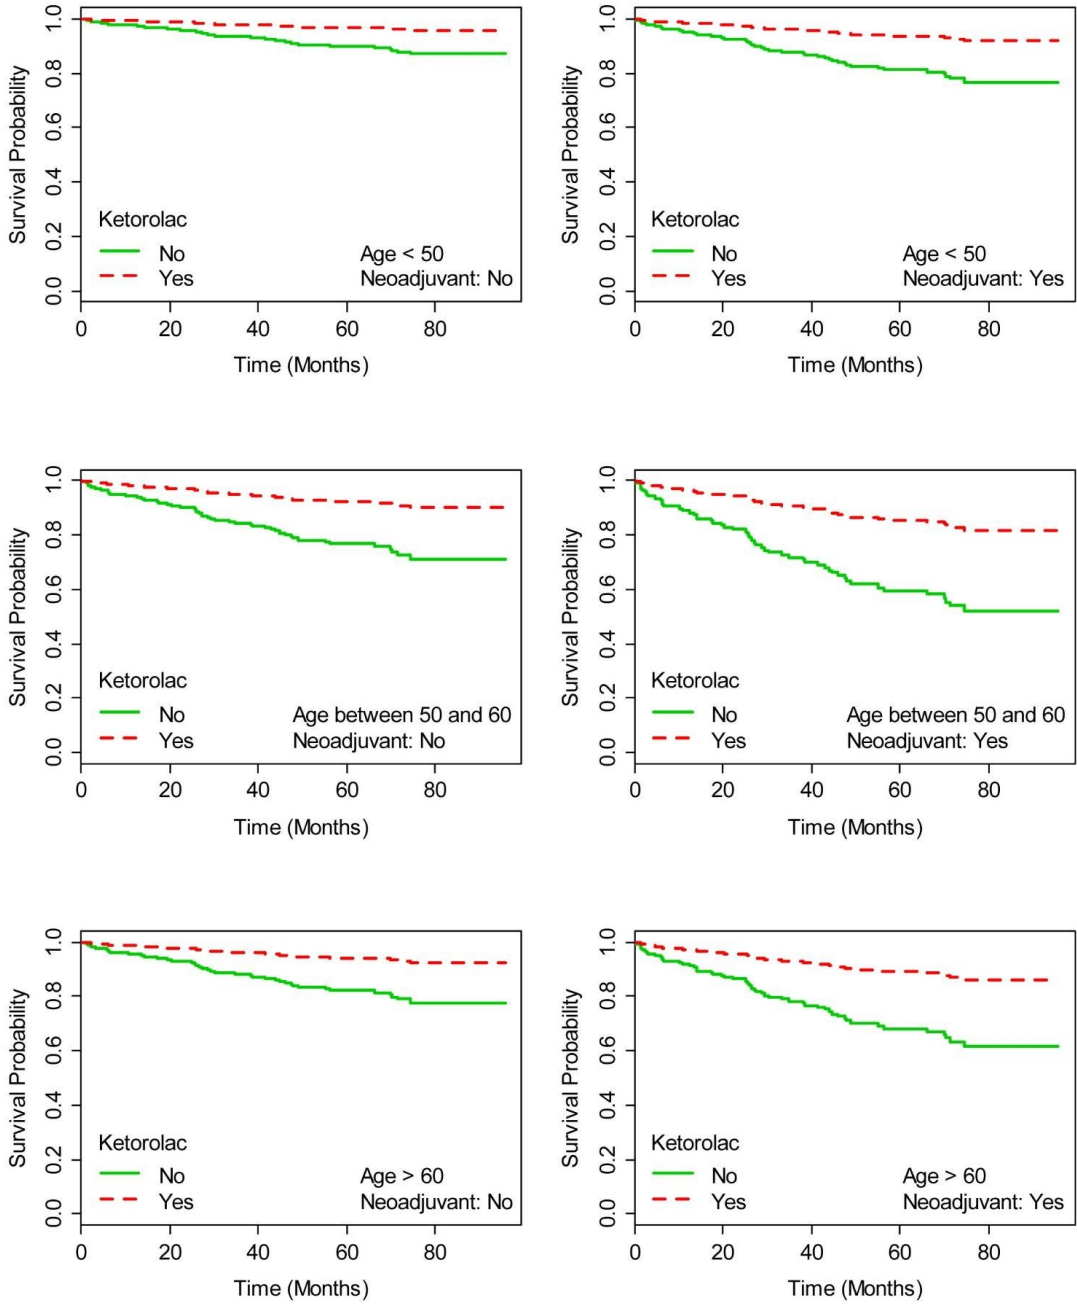 Survival Probability
1.0
0.8
0.6
0.4
0.2
0.0
Ketorolac
No
Yes
Age < 50
Neoadjuvant: No
0 20 40 60 80
Time (Months)
Survival Probability
1.0
0.8
0.6
0.4
0.2
0.0
Ketorolac
No
Yes
Age < 50
Neoadjuvant: Yes
0 20 40 60 80
Time (Months)
Survival Probability
1.0
0.8
0.6
0.4
0.2
0.0
Ketorolac
No
Yes
Age between 50 and 60
Neoadjuvant: No
0 20 40 60 80
Time (Months)
Survival Probability
1.0
0.8
0.6
0.4
0.2
0.0
Ketorolac
No
Yes
Age between 50 and 60
Neoadjuvant: Yes
0 20 40 60 80
Time (Months)
Survival Probability
1.0
0.8
0.6
0.4
0.2
0.0
Ketorolac
No
Yes
Age > 60
Neoadjuvant: No
0 20 40 60 80
Time (Months)
Survival Probability
1.0
0.8
0.6
0.4
0.2
0.0
Ketorolac
No
Yes
Age > 60
Neoadjuvant: Yes
0 20 40 60 80
Time (Months)